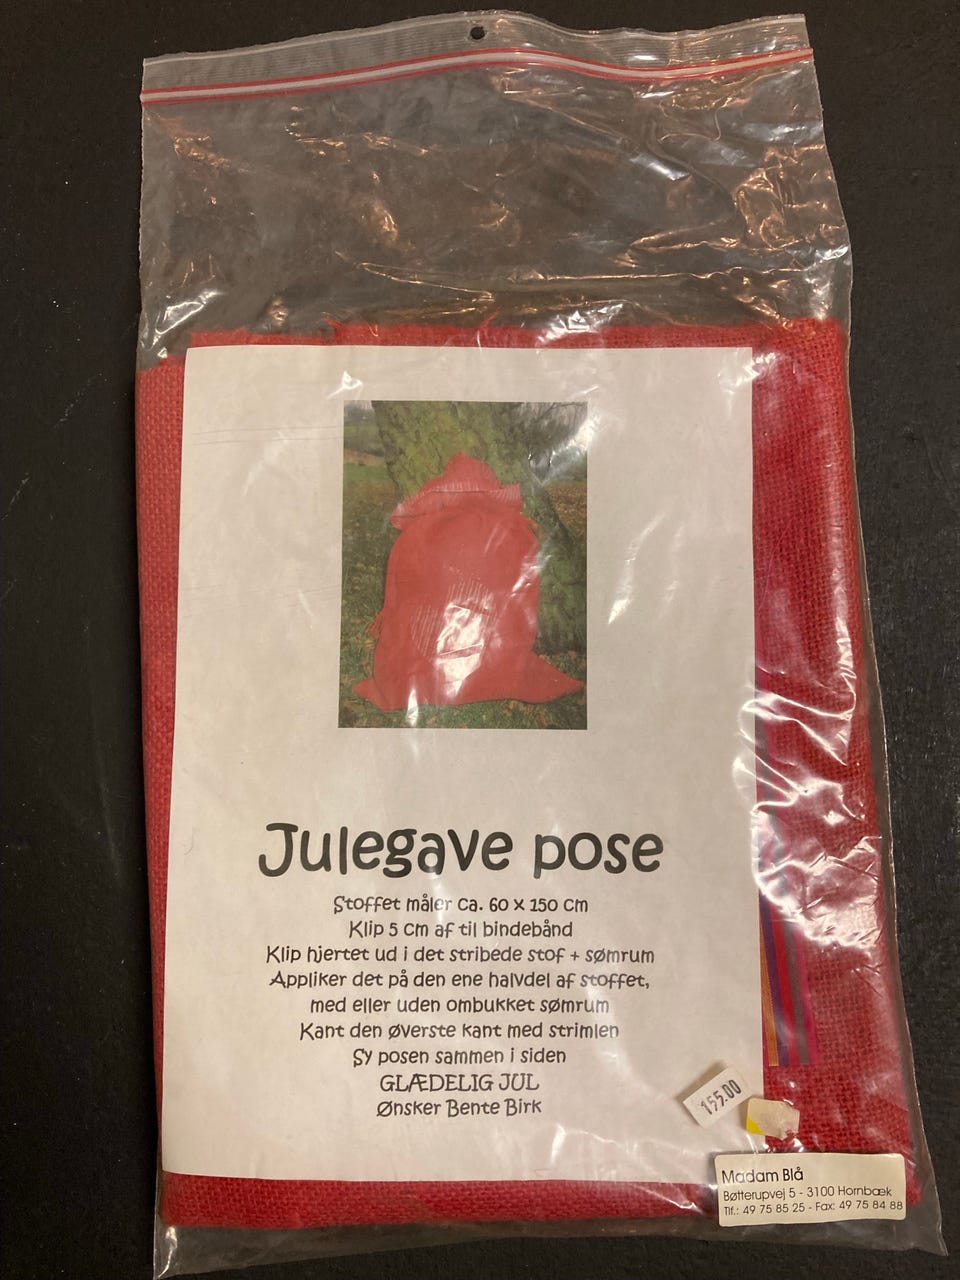 Julegave pose
Stoffet måler ca. 60 x 150 cm
Klip 5 cm af til bindebånd
Klip hjertet ud i det stribede stof + sømrum
Appliker det på den ene halvdel af stoffet,
med eller uden ombukket sømrum
Kant den øverste kant med strimlen
Sy posen sammen i siden
GLÆDELIG JUL
Ønsker Bente Birk
155.00
Madam Blå
Bøtterupvej 5 - 3100 Hornbæk
Tlf.: 49 75 85 25 - Fax: 49 75 84 88